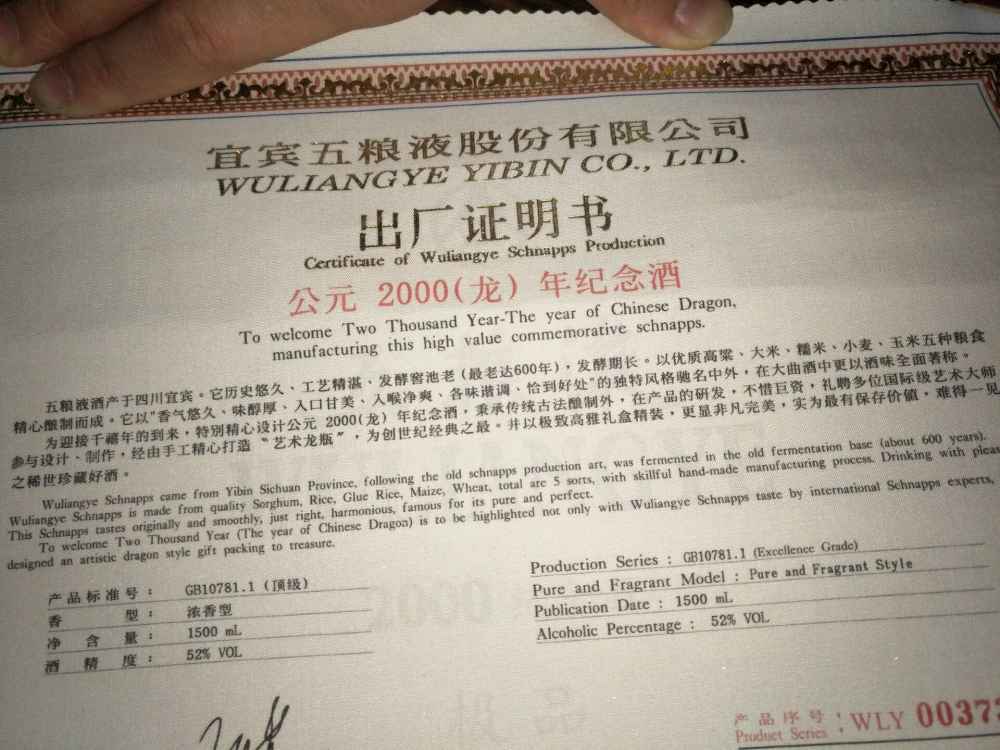 宜宾五粮液股份有限公司
WULIANGYE YIBIN CO., LTD.
出厂证明书
Certificate of Wuliangye Schnapps Production
公元 2000(龙) 年纪念酒
To welcome Two Thousand Year-The year of Chinese Dragon,
manufacturing this high value commemorative schnapps.
五粮液酒产于四川宜宾。它历史悠久、工艺精湛、发酵窖池老 (最老达600年) , 发酵期长。以优质高粱、大米、糯米、小麦、玉米五种粮食
精心酿制而成。它以"香气悠久、味醇厚、入口甘美、入喉净爽、各味谐调、恰到好处"的独特风格驰名中外, 在大曲酒中更以酒味全面著称。
为迎接千禧年的到来, 特别精心设计公元 2000(龙) 年纪念酒, 秉承传统古法酿制外, 在产品的研发, 不惜巨资, 礼聘多位国际级艺术大师
参与设计、制作, 经由手工精心打造 "艺术龙瓶", 为创世纪经典之最。并以极致高雅礼盒精装, 更显非凡完美, 实为最有保存价值, 难得一见
之稀世珍藏好酒。
Wuliangye Schnapps came from Yibin Sichuan Province, following the old schnapps production art, was fermented in the old fermentation base (about 600 years).
Wuliangye Schnapps is made from quality Sorghum, Rice, Glue Rice, Maize, Wheat, total are 5 sorts, with skillful hand-made manufacturing process. Drinking with pleas
This Schnapps tastes originally and smoothly, just right, harmonious, famous for its pure and perfect.
To welcome Two Thousand Year (The year of Chinese Dragon) is to be highlighted not only with Wuliangye Schnapps taste by international Schnapps experts,
designed an artistic dragon style gift packing to treasure.
产品标准号: GB10781.1 (顶级)
香 型: 浓香型
净 含 量: 1500 mL
酒 精 度: 52% VOL
Production Series : GB10781.1 (Excellence Grade)
Pure and Fragrant Model : Pure and Fragrant Style
Publication Date : 1500 mL
Alcoholic Percentage : 52% VOL
产品序号: WLY 00373
Product Series